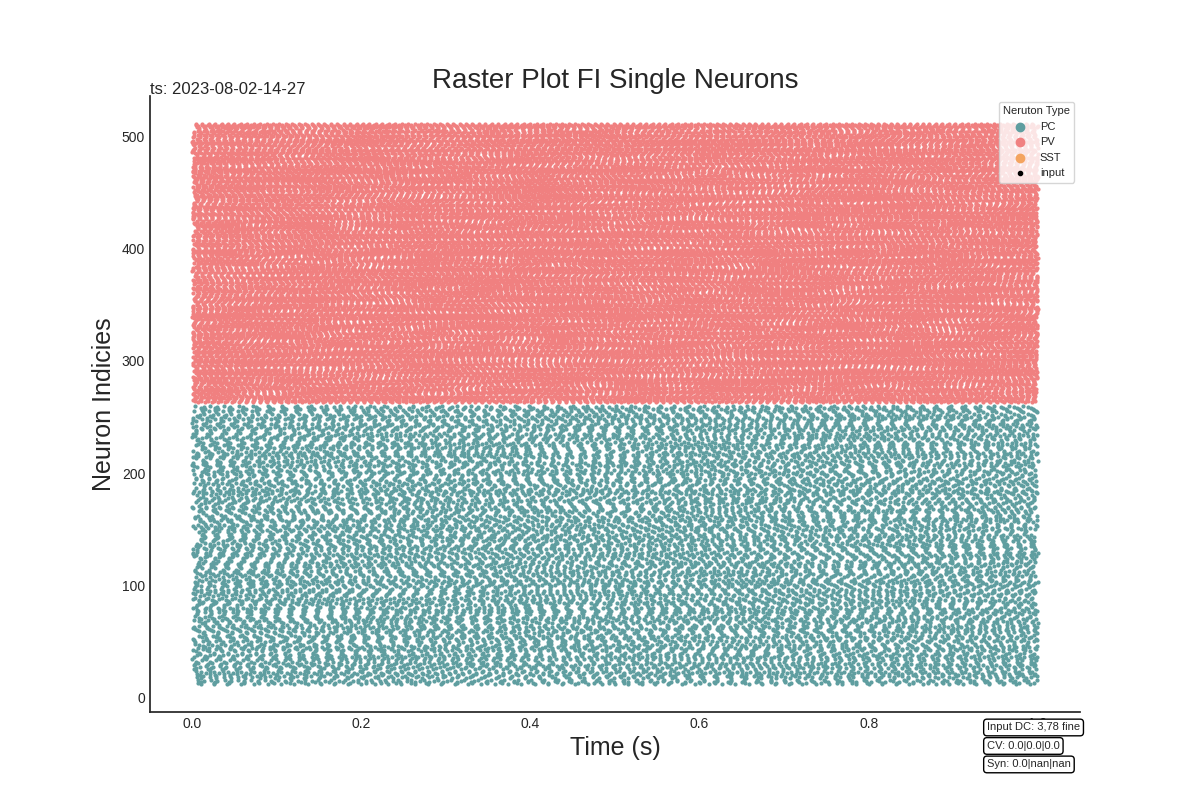 Raster Plot FI Single Neurons
ts: 2023-08-02-14-27
Neruton Type
PC
PV
SST
input
500
400
300
200
100
0
Neuron Indicies
0.0 0.2 0.4 0.6 0.8
Time (s)
Input DC: 3,78 fine
CV: 0.0|0.0|0.0
Syn: 0.0|nan|nan